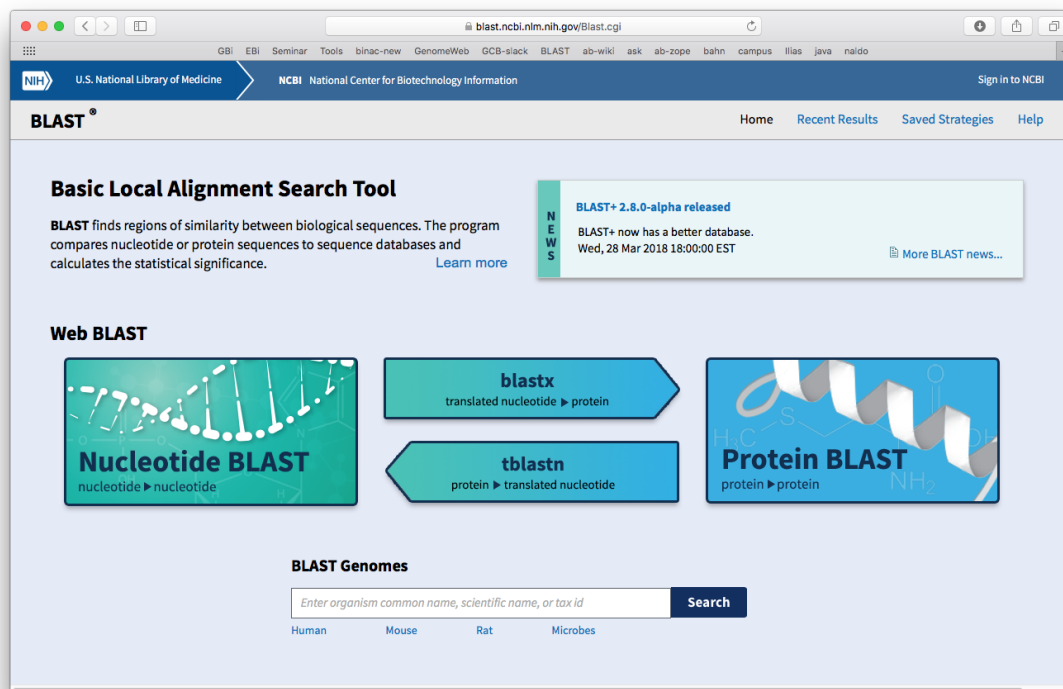 blast.ncbi.nlm.nih.gov/Blast.cgi
GBi EBi Seminar Tools binac-new GenomeWeb GCB-slack BLAST ab-wiki ask ab-zope bahn campus Ilias java naldo
NIH U.S. National Library of Medicine NCBI National Center for Biotechnology Information Sign in to NCBI
BLAST ® Home Recent Results Saved Strategies Help
Basic Local Alignment Search Tool
BLAST finds regions of similarity between biological sequences. The program
compares nucleotide or protein sequences to sequence databases and
calculates the statistical significance. Learn more
NEWS
BLAST+ 2.8.0-alpha released
BLAST+ now has a better database.
Wed, 28 Mar 2018 18:00:00 EST
More BLAST news...
Web BLAST
Nucleotide BLAST
nucleotide ▶ nucleotide
blastx
translated nucleotide ▶ protein
tblastn
protein ▶ translated nucleotide
O
S
H₃C
OH
NH₂
Protein BLAST
protein ▶ protein
BLAST Genomes
Enter organism common name, scientific name, or tax id Search
Human Mouse Rat Microbes